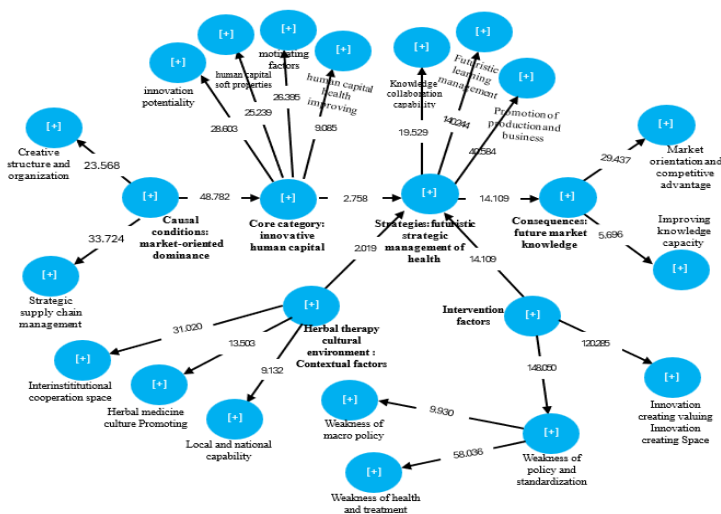 [+]
[+]
[+]
[+]
[+]
[+]
[+]
innovation
potentiality
human capital
soft properties
motivating
factors
human capital
health
improving
Knowledge
collaboration
capability
Futuristic
learning
management
Promotion of
production and
business
28.603
25.239
26.395
9.085
19.529
40.584
[+]
Creative
structure and
organization
23.568
[+]
Market
orientation and
competitive
advantage
29.437
[+]
48.782
[+]
2.758
[+]
14.109
[+]
Causal
conditions:
market-oriented
dominance
Core category:
innovative
human capital
Strategies: futuristic
strategic
management of
health
Consequences:
future market
knowledge
33.724
5.696
Improving
knowledge
capacity
[+]
[+]
Strategic
supply chain
management
2.019
14.109
[+]
Herbal therapy
cultural
environment :
Contextual factors
Intervention
factors
[+]
31.020
13.503
9.132
148.050
120.285
[+]
Interinstititutional
cooperation space
[+]
Herbal medicine
culture Promoting
[+]
Local and national
capability
[+]
Innovation
creating valuing
Innovation
creating Space
[+]
Weakness
of macro policy
9.930
[+]
Weakness of
policy and
standardization
58.036
[+]
Weakness of health
and treatment